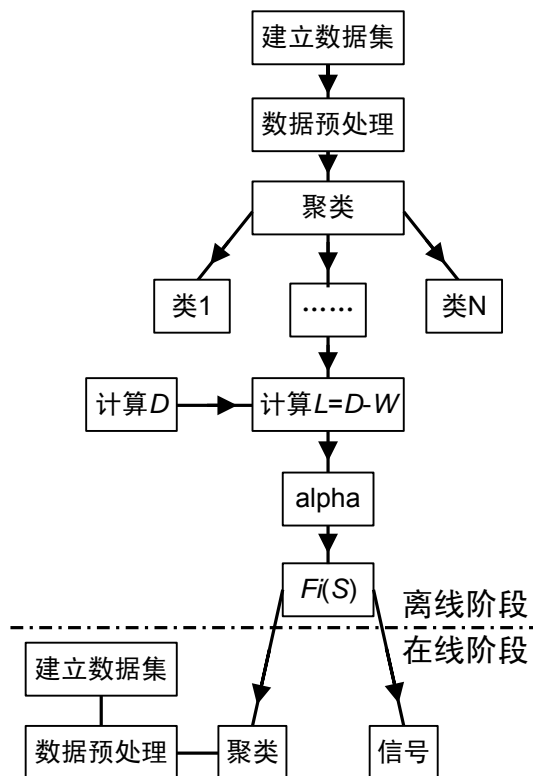 建立数据集
数据预处理
聚类
类1
……
类N
计算D
计算L=D-W
alpha
Fi(S)
离线阶段
在线阶段
建立数据集
数据预处理
聚类
信号